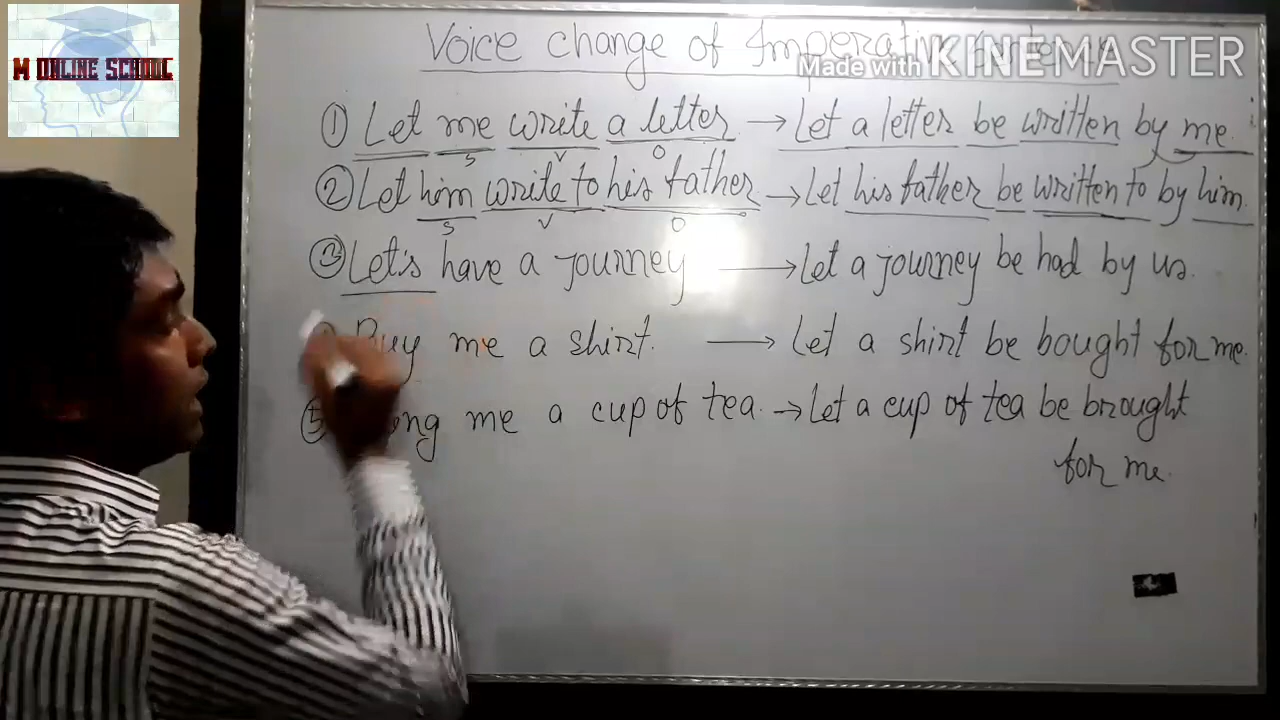 M ONLINE SCHOOL
Voice change of Imperative
Made with KINEMASTER
① Let me write a letter → Let a letter be written by me.
S V O
② Let him write to his father → Let his father be written to by him.
S V O
③ Let's have a journey → Let a journey be had by us.
Buy me a shirt. → Let a shirt be bought for me.
⑤ me a cup of tea. → Let a cup of tea be brought
for me.